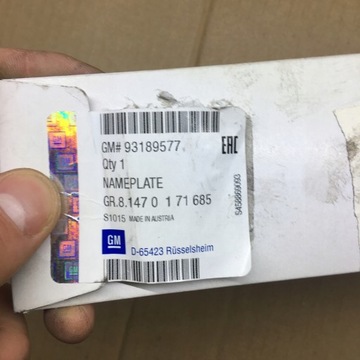 GM# 93189577
EAC
Qty 1
NAMEPLATE
GR.8.147 0 1 71 685
S1015 MADE IN AUSTRIA
GM
D-65423 Rüsselsheim